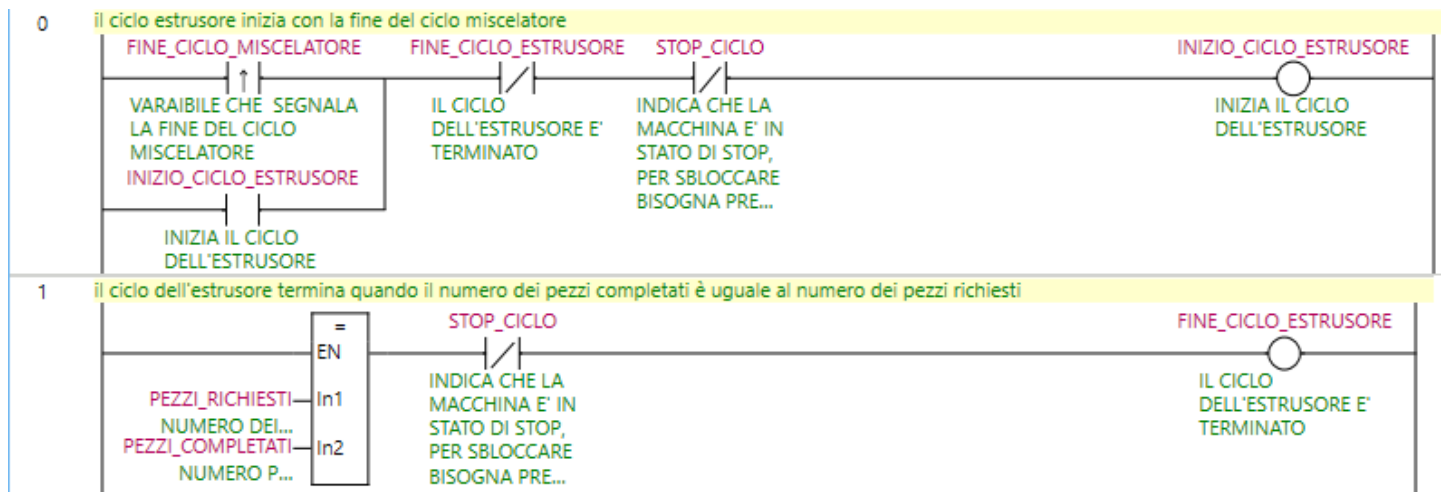 0
il ciclo estrusore inizia con la fine del ciclo miscelatore
FINE_CICLO_MISCELATORE
FINE_CICLO_ESTRUSORE
STOP_CICLO
INIZIO_CICLO_ESTRUSORE
↑
VARAIBILE CHE SEGNALA
LA FINE DEL CICLO
MISCELATORE
IL CICLO
DELL'ESTRUSORE E'
TERMINATO
INDICA CHE LA
MACCHINA E' IN
STATO DI STOP,
PER SBLOCCARE
BISOGNA PRE...
INIZIA IL CICLO
DELL'ESTRUSORE
INIZIO_CICLO_ESTRUSORE
INIZIA IL CICLO
DELL'ESTRUSORE
1
il ciclo dell'estrusore termina quando il numero dei pezzi completati è uguale al numero dei pezzi richiesti
=
EN
STOP_CICLO
FINE_CICLO_ESTRUSORE
PEZZI_RICHIESTI
In1
NUMERO DEI...
PEZZI_COMPLETATI
In2
NUMERO P...
INDICA CHE LA
MACCHINA E' IN
STATO DI STOP,
PER SBLOCCARE
BISOGNA PRE...
IL CICLO
DELL'ESTRUSORE E'
TERMINATO